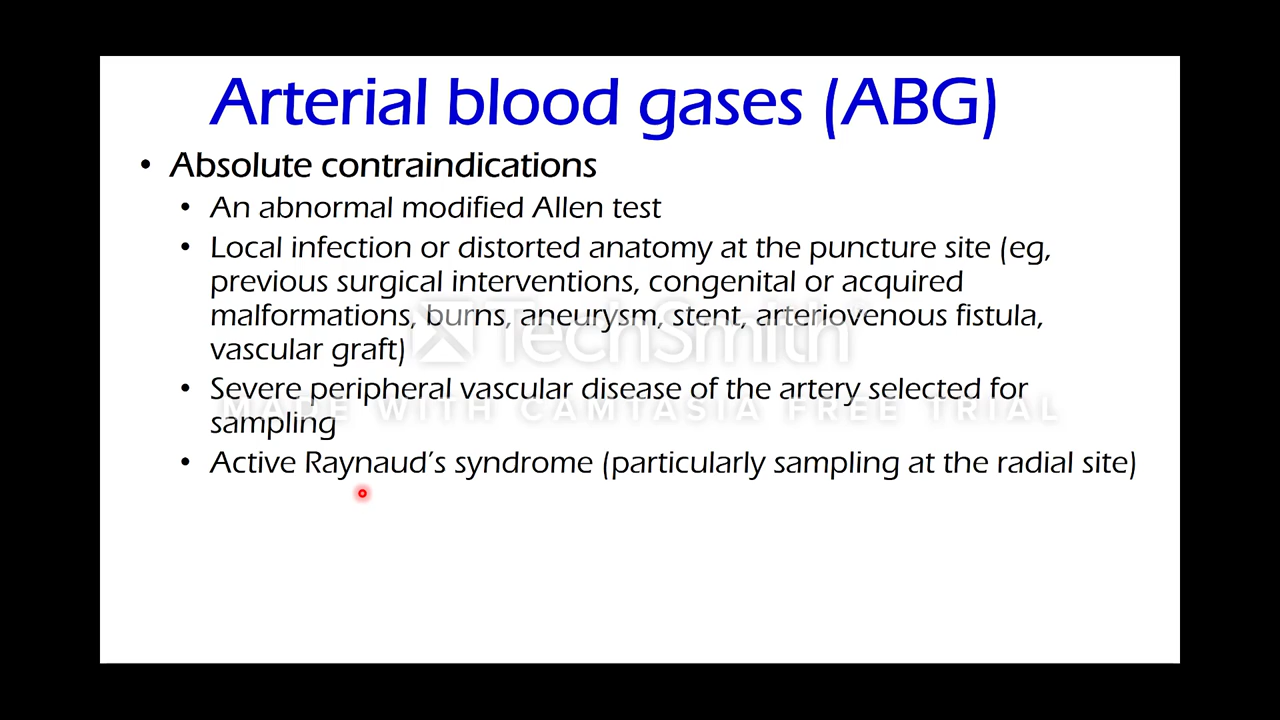 Arterial blood gases (ABG)
• Absolute contraindications
• An abnormal modified Allen test
• Local infection or distorted anatomy at the puncture site (eg,
previous surgical interventions, congenital or acquired
malformations, burns, aneurysm, stent, arteriovenous fistula,
vascular graft)
TechSmith
• Severe peripheral vascular disease of the artery selected for
MADE WITH CAMTASIA FREE TRIAL
sampling
• Active Raynaud's syndrome (particularly sampling at the radial site)